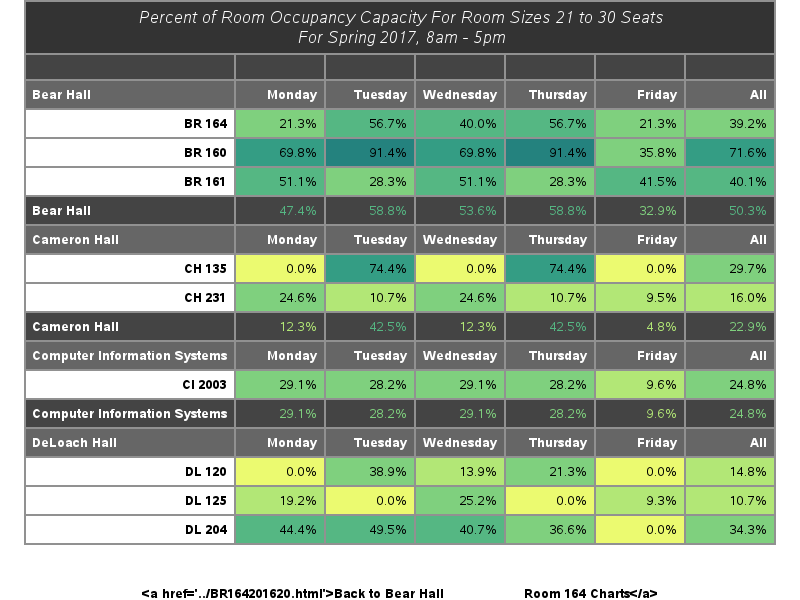 Percent of Room Occupancy Capacity For Room Sizes 21 to 30 Seats
For Spring 2017, 8am - 5pm
Bear Hall Monday Tuesday Wednesday Thursday Friday All
BR 164 21.3% 56.7% 40.0% 56.7% 21.3% 39.2%
BR 160 69.8% 91.4% 69.8% 91.4% 35.8% 71.6%
BR 161 51.1% 28.3% 51.1% 28.3% 41.5% 40.1%
Bear Hall 47.4% 58.8% 53.6% 58.8% 32.9% 50.3%
Cameron Hall Monday Tuesday Wednesday Thursday Friday All
CH 135 0.0% 74.4% 0.0% 74.4% 0.0% 29.7%
CH 231 24.6% 10.7% 24.6% 10.7% 9.5% 16.0%
Cameron Hall 12.3% 42.5% 12.3% 42.5% 4.8% 22.9%
Computer Information Systems Monday Tuesday Wednesday Thursday Friday All
CI 2003 29.1% 28.2% 29.1% 28.2% 9.6% 24.8%
Computer Information Systems 29.1% 28.2% 29.1% 28.2% 9.6% 24.8%
DeLoach Hall Monday Tuesday Wednesday Thursday Friday All
DL 120 0.0% 38.9% 13.9% 21.3% 0.0% 14.8%
DL 125 19.2% 0.0% 25.2% 0.0% 9.3% 10.7%
DL 204 44.4% 49.5% 40.7% 36.6% 0.0% 34.3%
<a href='../BR164201620.html'>Back to Bear Hall Room 164 Charts</a>